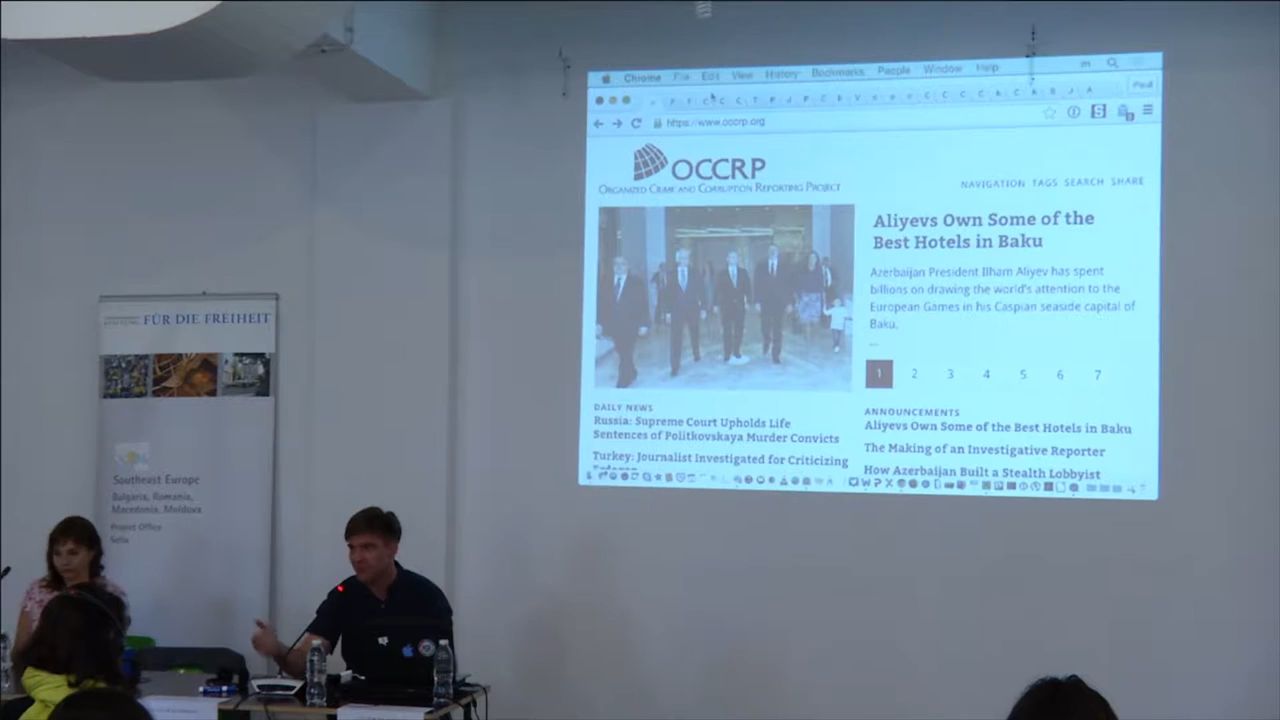 Chrome File Edit View History Bookmarks People Window Help
Paul
https://www.occrp.org
OCCRP
ORGANIZED CRIME AND CORRUPTION REPORTING PROJECT
NAVIGATION TAGS SEARCH SHARE
Aliyevs Own Some of the
Best Hotels in Baku
Azerbaijan President Ilham Aliyev has spent
billions on drawing the world's attention to the
European Games in his Caspian seaside capital of
Baku.
...
1 2 3 4 5 6 7
DAILY NEWS
Russia: Supreme Court Upholds Life
Sentences of Politkovskaya Murder Convicts
Turkey: Journalist Investigated for Criticizing
Erdogan
ANNOUNCEMENTS
Aliyevs Own Some of the Best Hotels in Baku
The Making of an Investigative Reporter
How Azerbaijan Built a Stealth Lobbyist
STIFTUNG FÜR DIE FREIHEIT
Southeast Europe
Bulgaria, Romania,
Macedonia, Moldova
Project Office